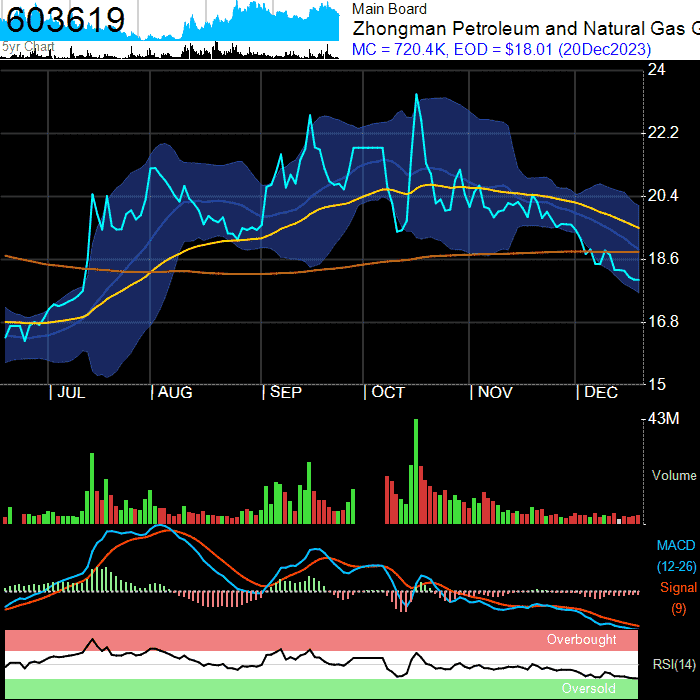 603619
5yr Chart
Main Board
Zhongman Petroleum and Natural Gas G
MC = 720.4K, EOD = $18.01 (20Dec2023)
24
22.2
20.4
18.6
16.8
15
JUL AUG SEP OCT NOV DEC
43M
Volume
MACD
(12-26)
Signal
(9)
Overbought
RSI(14)
Oversold